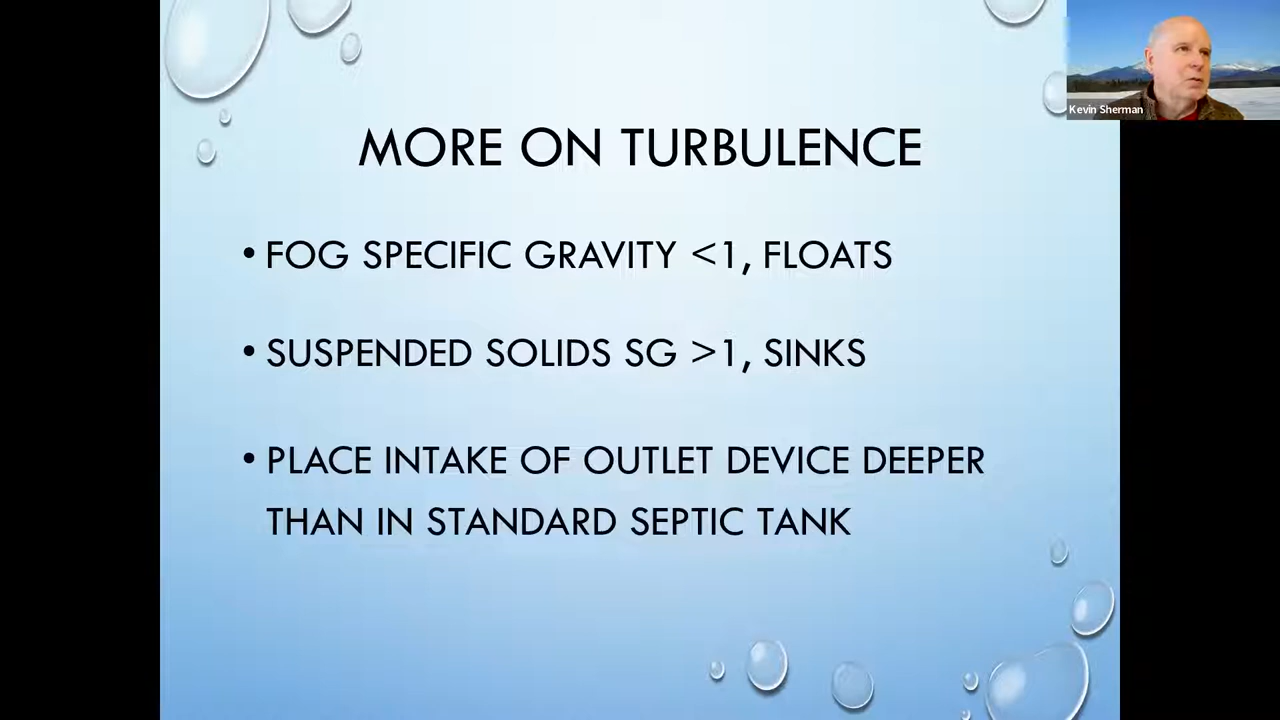 Kevin Sherman
MORE ON TURBULENCE
• FOG SPECIFIC GRAVITY <1, FLOATS
• SUSPENDED SOLIDS SG >1, SINKS
• PLACE INTAKE OF OUTLET DEVICE DEEPER
THAN IN STANDARD SEPTIC TANK